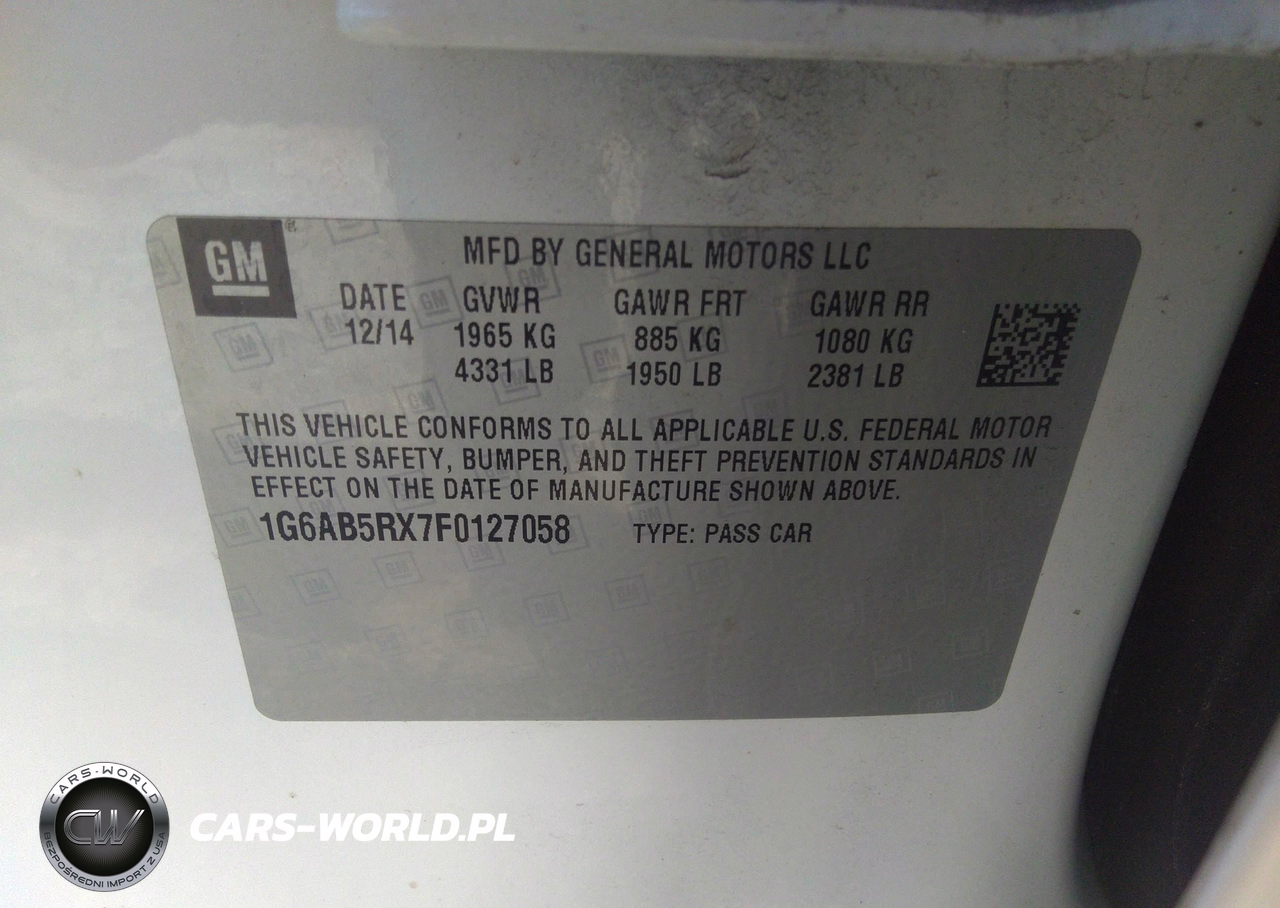 GM
MFD BY GENERAL MOTORS LLC
DATE GVWR GAWR FRT GAWR RR
12/14 1965 KG 885 KG 1080 KG
4331 LB 1950 LB 2381 LB
THIS VEHICLE CONFORMS TO ALL APPLICABLE U.S. FEDERAL MOTOR
VEHICLE SAFETY, BUMPER, AND THEFT PREVENTION STANDARDS IN
EFFECT ON THE DATE OF MANUFACTURE SHOWN ABOVE.
1G6AB5RX7F0127058 TYPE: PASS CAR
CARS-WORLD
CW
BEZPOŚREDNI IMPORT Z USA
CARS-WORLD.PL